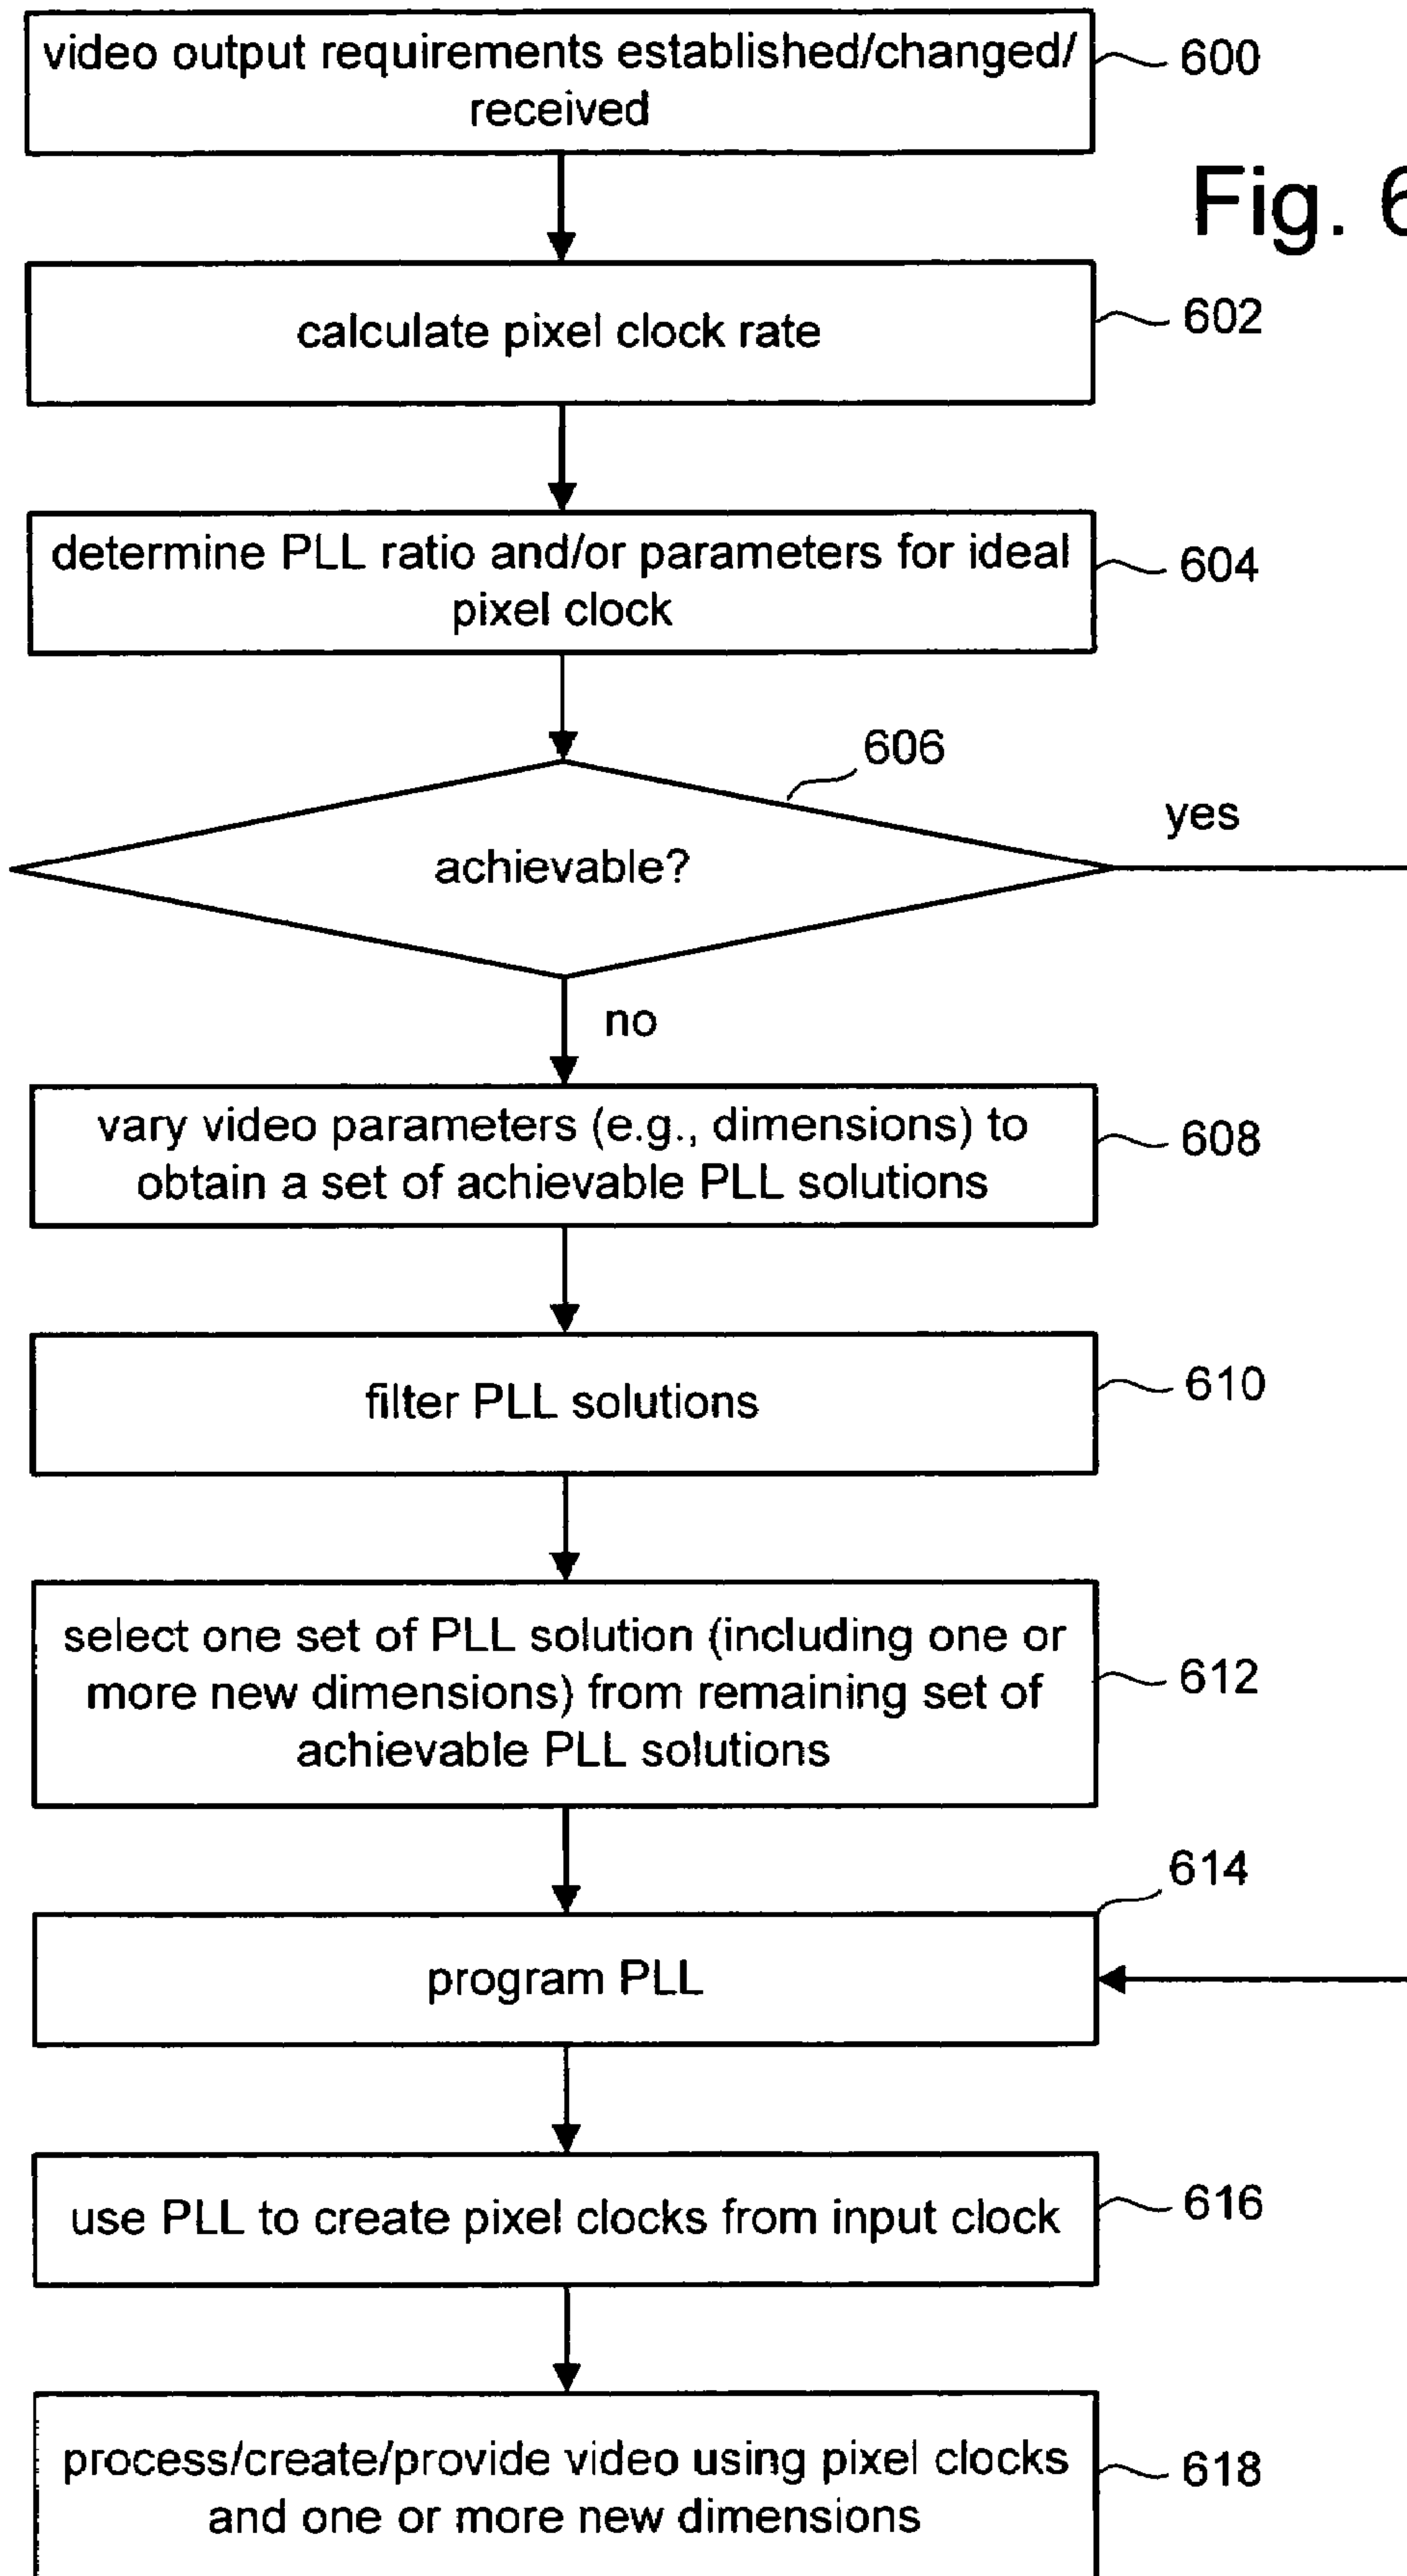 video output requirements established/changed/
received
600
Fig. 6
calculate pixel clock rate
602
determine PLL ratio and/or parameters for ideal
pixel clock
604
606
achievable?
yes
no
vary video parameters (e.g., dimensions) to
obtain a set of achievable PLL solutions
608
filter PLL solutions
610
select one set of PLL solution (including one or
more new dimensions) from remaining set of
achievable PLL solutions
612
614
program PLL
use PLL to create pixel clocks from input clock
616
process/create/provide video using pixel clocks
and one or more new dimensions
618